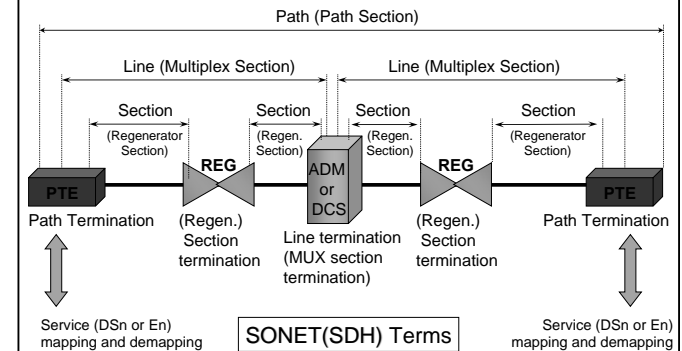 Path (Path Section)
Line (Multiplex Section)
Line (Multiplex Section)
Section
(Regenerator
Section)
Section
(Regen.
Section)
Section
(Regen.
Section)
Section
(Regenerator
Section)
REG
REG
ADM
or
DCS
PTE
PTE
Path Termination
(Regen.)
Section
termination
Line termination
(MUX section
termination)
(Regen.)
Section
termination
Path Termination
Service (DSn or En)
mapping and demapping
SONET(SDH) Terms
Service (DSn or En)
mapping and demapping